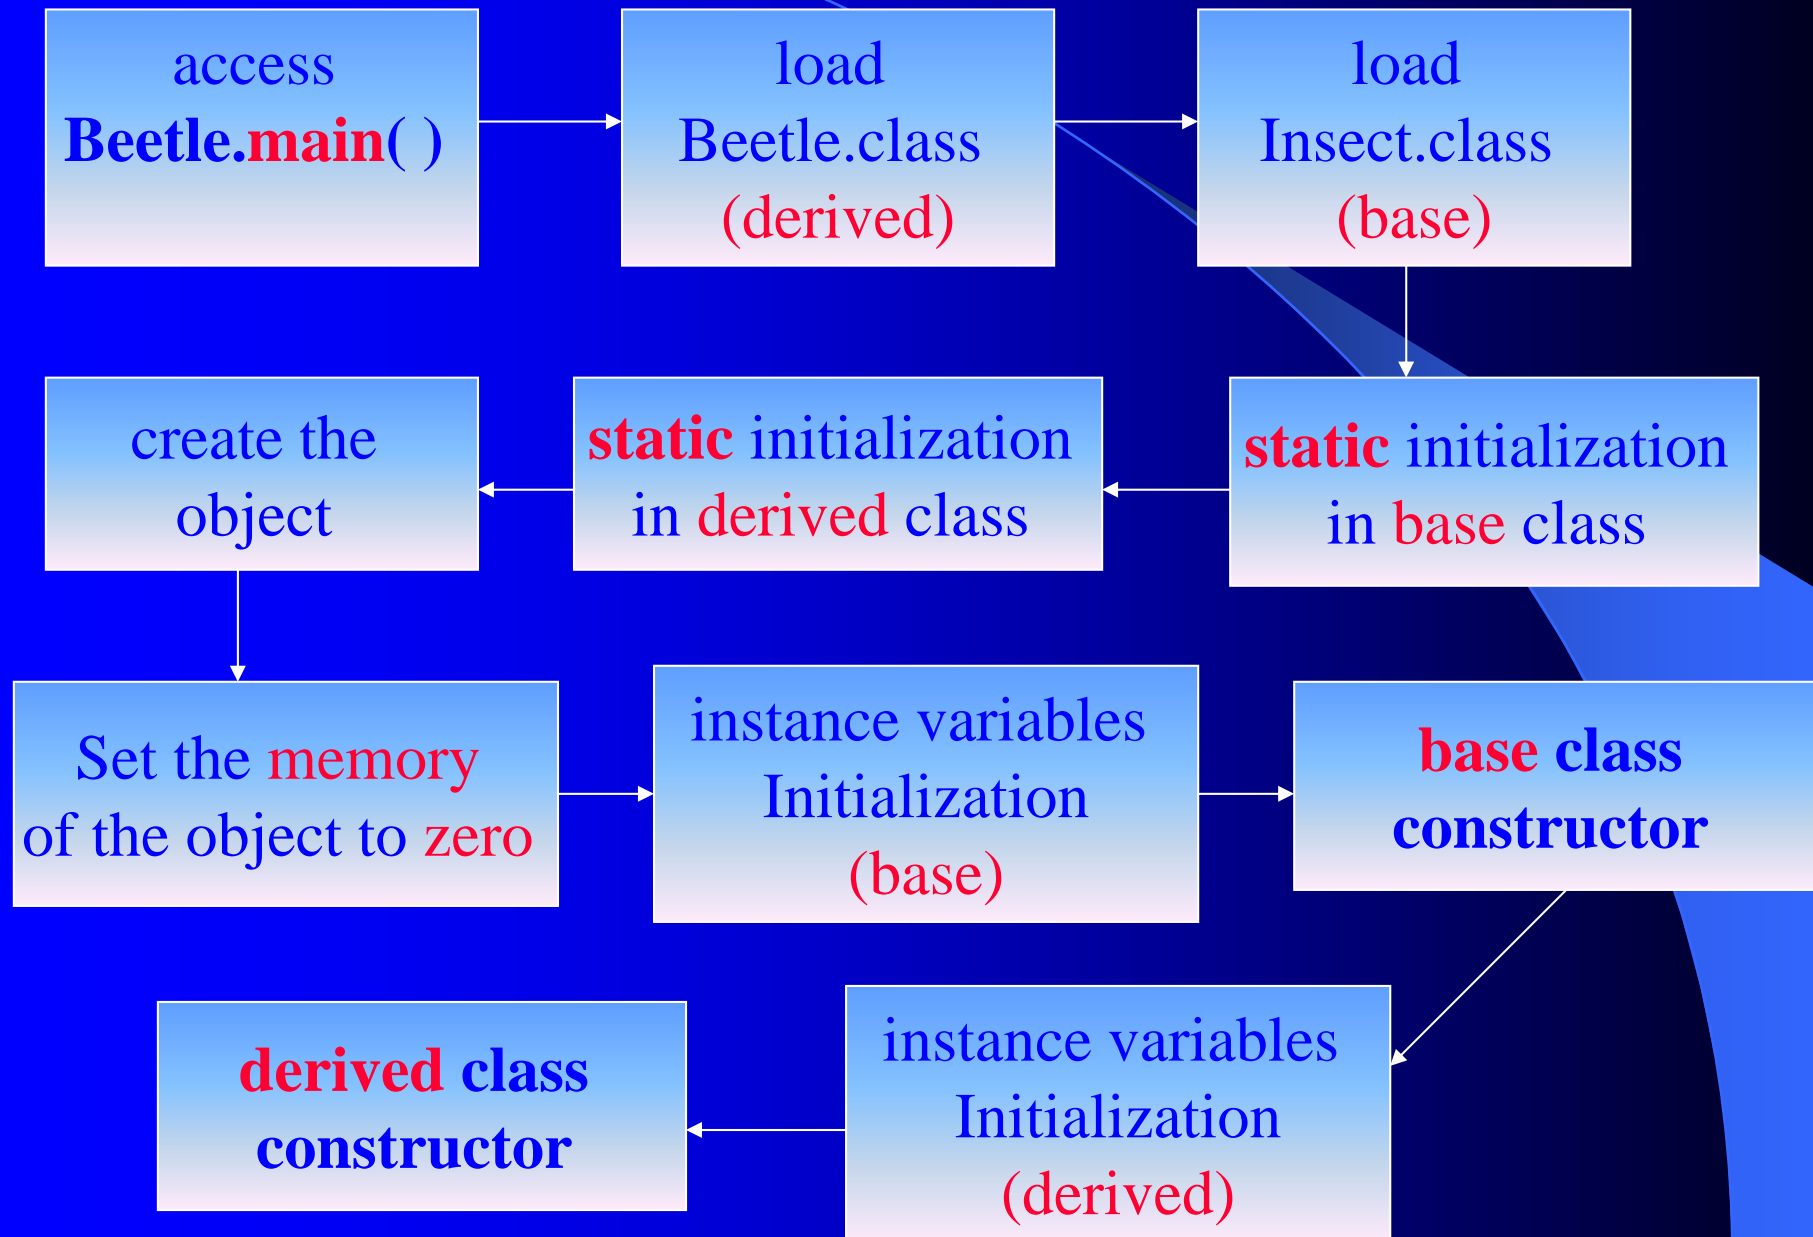 access
Beetle.main( )
load
Beetle.class
(derived)
load
Insect.class
(base)
static initialization
in base class
static initialization
in derived class
create the
object
Set the memory
of the object to zero
instance variables
Initialization
(base)
base class
constructor
instance variables
Initialization
(derived)
derived class
constructor